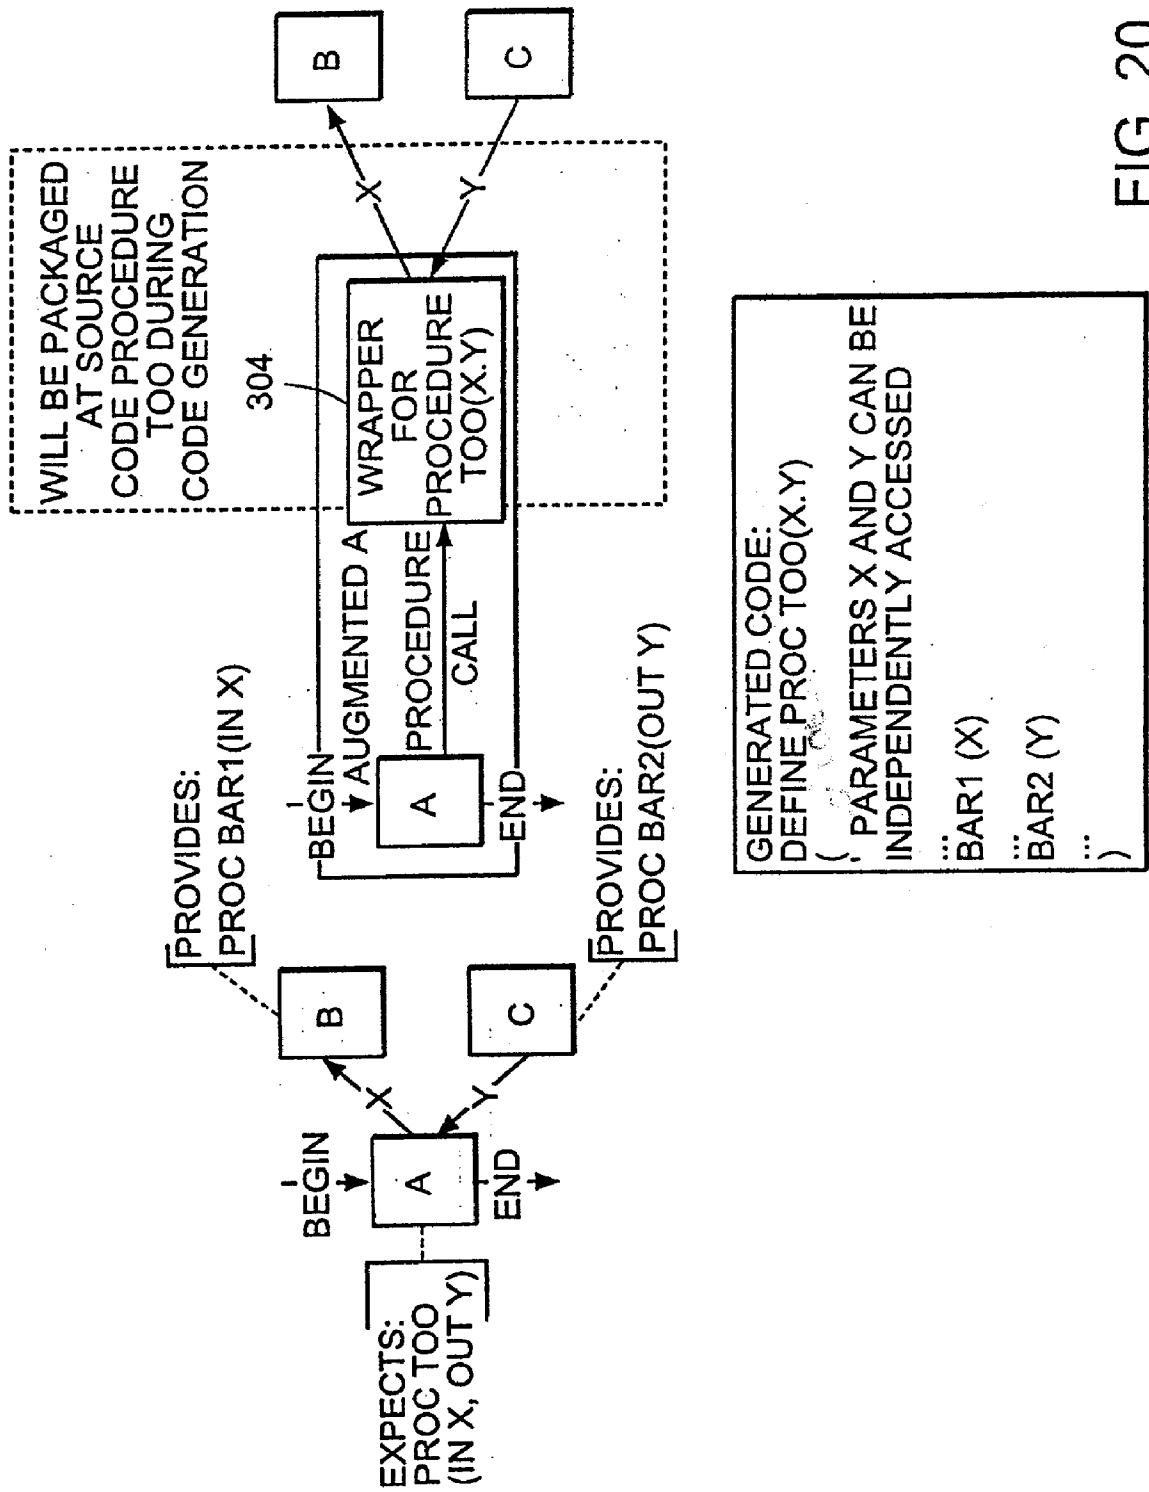 EXPECTS:
PROC TOO
(IN X, OUT Y)
BEGIN
A
END
X
Y
B
C
PROVIDES:
PROC BAR1(IN X)
PROVIDES:
PROC BAR2(OUT Y)
BEGIN
AUGMENTED A
A
END
PROCEDURE
CALL
WILL BE PACKAGED
AT SOURCE
CODE PROCEDURE
TOO DURING
CODE GENERATION
304
WRAPPER
FOR
PROCEDURE
TOO(X.Y)
X
Y
B
C
GENERATED CODE:
DEFINE PROC TOO(X.Y)
(
' PARAMETERS X AND Y CAN BE
INDEPENDENTLY ACCESSED
...
BAR1 (X)
...
BAR2 (Y)
...
)
FIG. 20